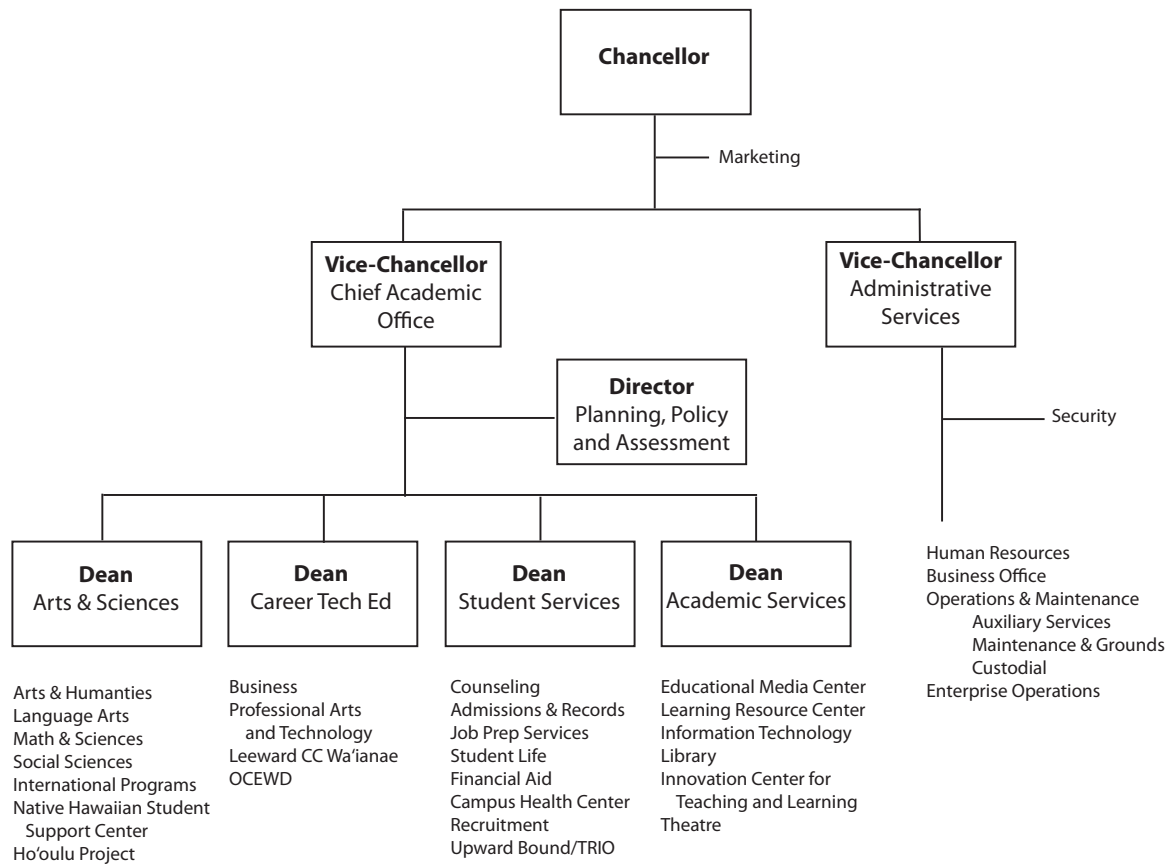 Chancellor
Marketing
Vice-Chancellor
Chief Academic
Office
Vice-Chancellor
Administrative
Services
Director
Planning, Policy
and Assessment
Security
Dean
Arts & Sciences
Dean
Career Tech Ed
Dean
Student Services
Dean
Academic Services
Human Resources
Business Office
Operations & Maintenance
Auxiliary Services
Maintenance & Grounds
Custodial
Enterprise Operations
Arts & Humanties
Language Arts
Math & Sciences
Social Sciences
International Programs
Native Hawaiian Student
Support Center
Ho‘oulu Project
Business
Professional Arts
and Technology
Leeward CC Wa‘ianae
OCEWD
Counseling
Admissions & Records
Job Prep Services
Student Life
Financial Aid
Campus Health Center
Recruitment
Upward Bound/TRIO
Educational Media Center
Learning Resource Center
Information Technology
Library
Innovation Center for
Teaching and Learning
Theatre